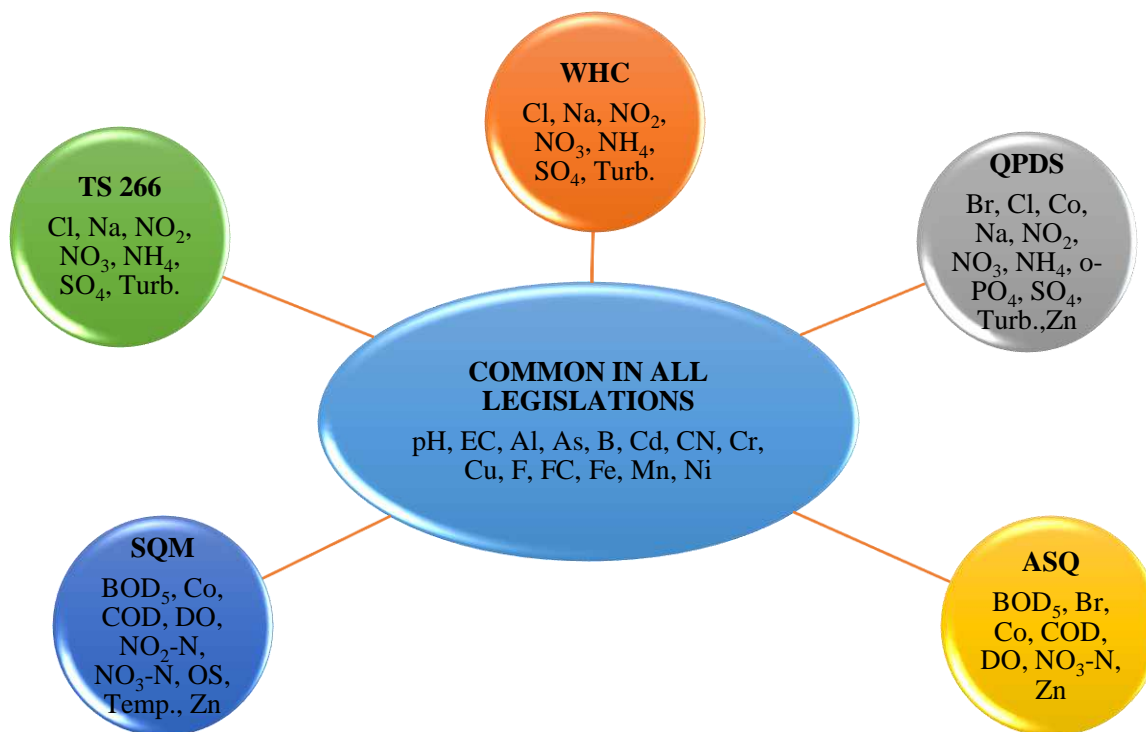 WHC
Cl, Na, NO₂,
NO₃, NH₄,
SO₄, Turb.
TS 266
Cl, Na, NO₂,
NO₃, NH₄,
SO₄, Turb.
QPDS
Br, Cl, Co,
Na, NO₂,
NO₃, NH₄, o-
PO₄, SO₄,
Turb.,Zn
COMMON IN ALL
LEGISLATIONS
pH, EC, Al, As, B, Cd, CN, Cr,
Cu, F, FC, Fe, Mn, Ni
SQM
BOD₅, Co,
COD, DO,
NO₂-N,
NO₃-N, OS,
Temp., Zn
ASQ
BOD₅, Br,
Co, COD,
DO, NO₃-N,
Zn